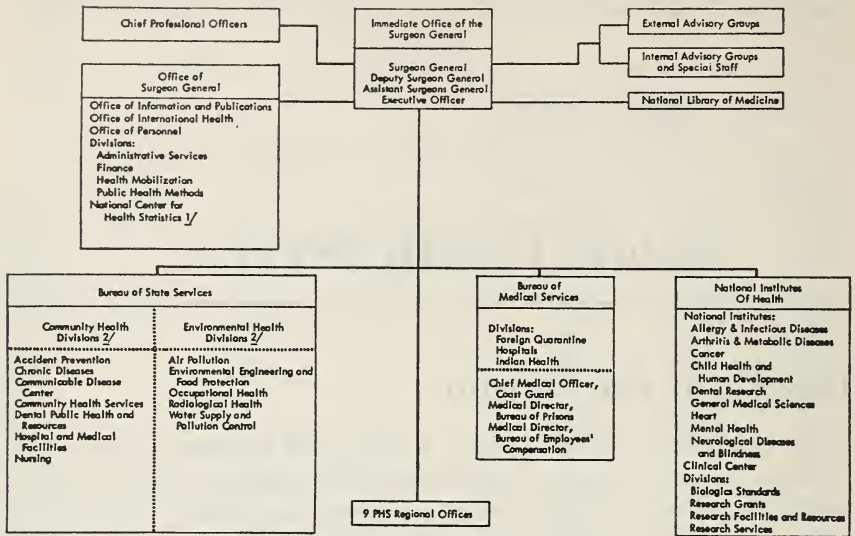 Chief Professional Officers
Immediate Office of the
Surgeon General
Surgeon General
Deputy Surgeon General
Assistant Surgeons General
Executive Officer
External Advisory Groups
Internal Advisory Groups
and Special Staff
National Library of Medicine
Office of
Surgeon General
Office of Information and Publications
Office of International Health
Office of Personnel
Divisions:
Administrative Services
Finance
Health Mobilization
Public Health Methods
National Center for
Health Statistics 1/
Bureau of State Services
Community Health
Divisions 2/
Accident Prevention
Chronic Diseases
Communicable Disease
Center
Community Health Services
Dental Public Health and
Resources
Hospital and Medical
Facilities
Nursing
Environmental Health
Divisions 2/
Air Pollution
Environmental Engineering and
Food Protection
Occupational Health
Radiological Health
Water Supply and
Pollution Control
Bureau of
Medical Services
Divisions:
Foreign Quarantine
Hospitals
Indian Health
Chief Medical Officer,
Coast Guard
Medical Director,
Bureau of Prisons
Medical Director,
Bureau of Employees'
Compensation
National Institutes
Of Health
National Institutes:
Allergy & Infectious Diseases
Arthritis & Metabolic Diseases
Cancer
Child Health and
Human Development
Dental Research
General Medical Sciences
Heart
Mental Health
Neurological Diseases
and Blindness
Clinical Center
Divisions:
Biologics Standards
Research Grants
Research Facilities and Resources
Research Services
9 PHS Regional Offices